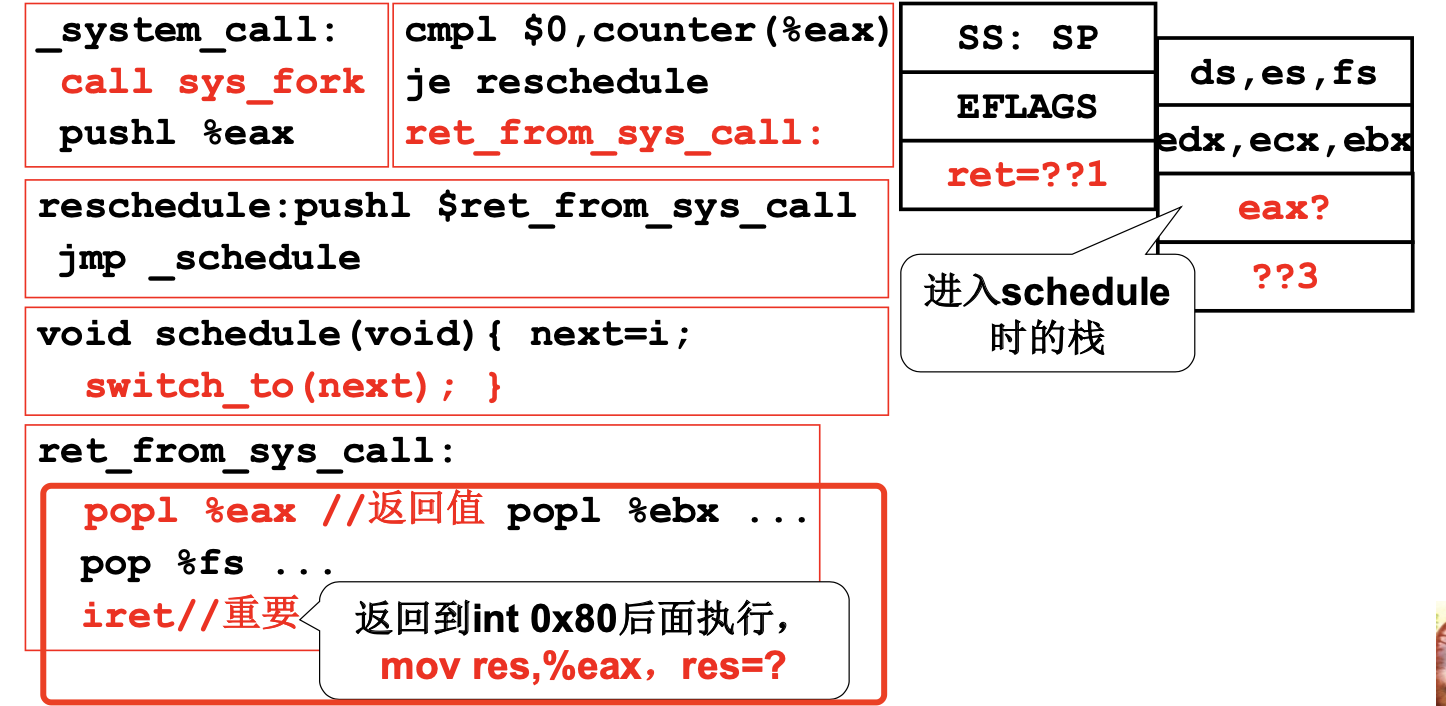 _system_call:
call sys_fork
pushl %eax
cmpl $0,counter(%eax)
je reschedule
ret_from_sys_call:
SS: SP
EFLAGS
ret=??1
ds,es,fs
edx,ecx,ebx
eax?
??3
进入schedule
时的栈
reschedule:pushl $ret_from_sys_call
jmp _schedule
void schedule(void){ next=i;
switch_to(next); }
ret_from_sys_call:
popl %eax //返回值 popl %ebx ...
pop %fs ...
iret//重要
返回到int 0x80后面执行，
mov res,%eax，res=?